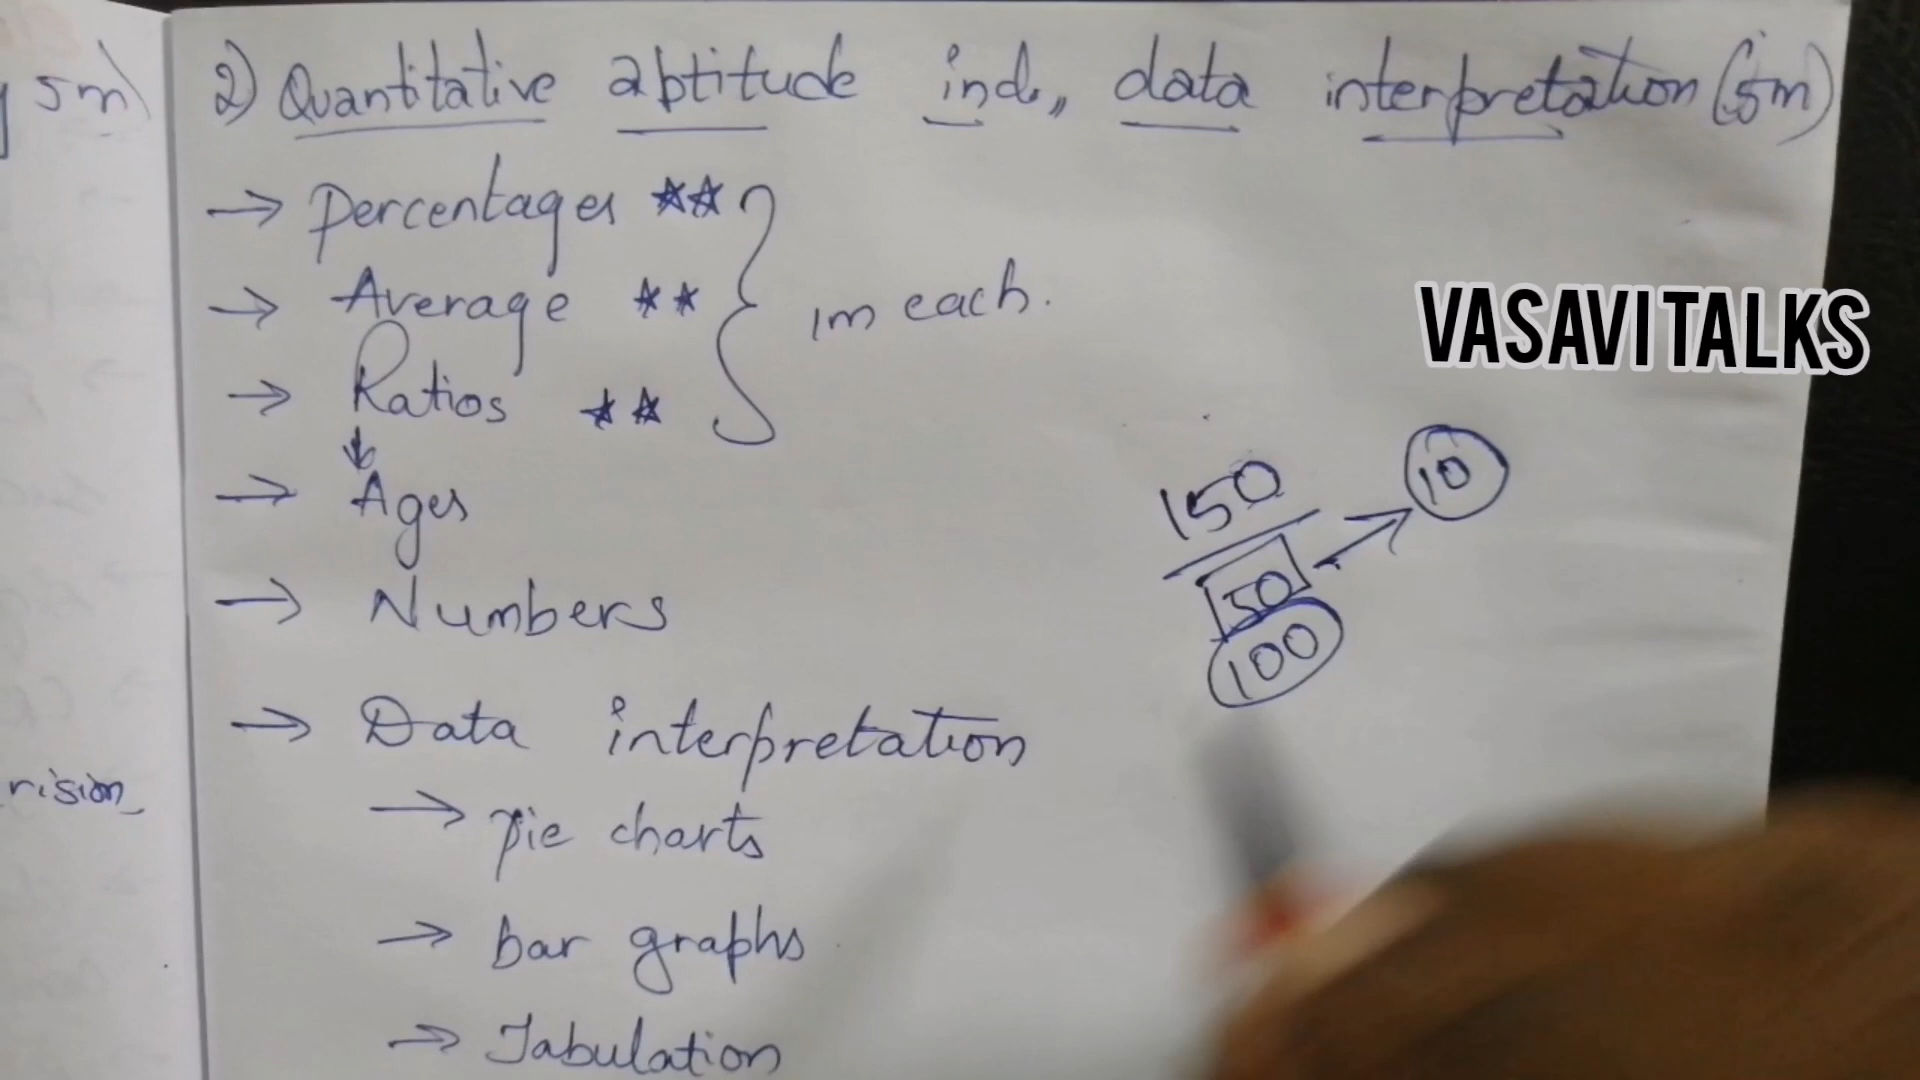 5m)
2) Quantitative abtitude ind,, data interpretation (5m)
→ Percentages ★★
→ Average ★★
1m each.
→ Ratios ★★
→ Ages
→ Numbers
→ Data interpretation
→ pie charts
→ bar graphs
→ Tabulation
rision
VASAVI TALKS
150
50
100
10